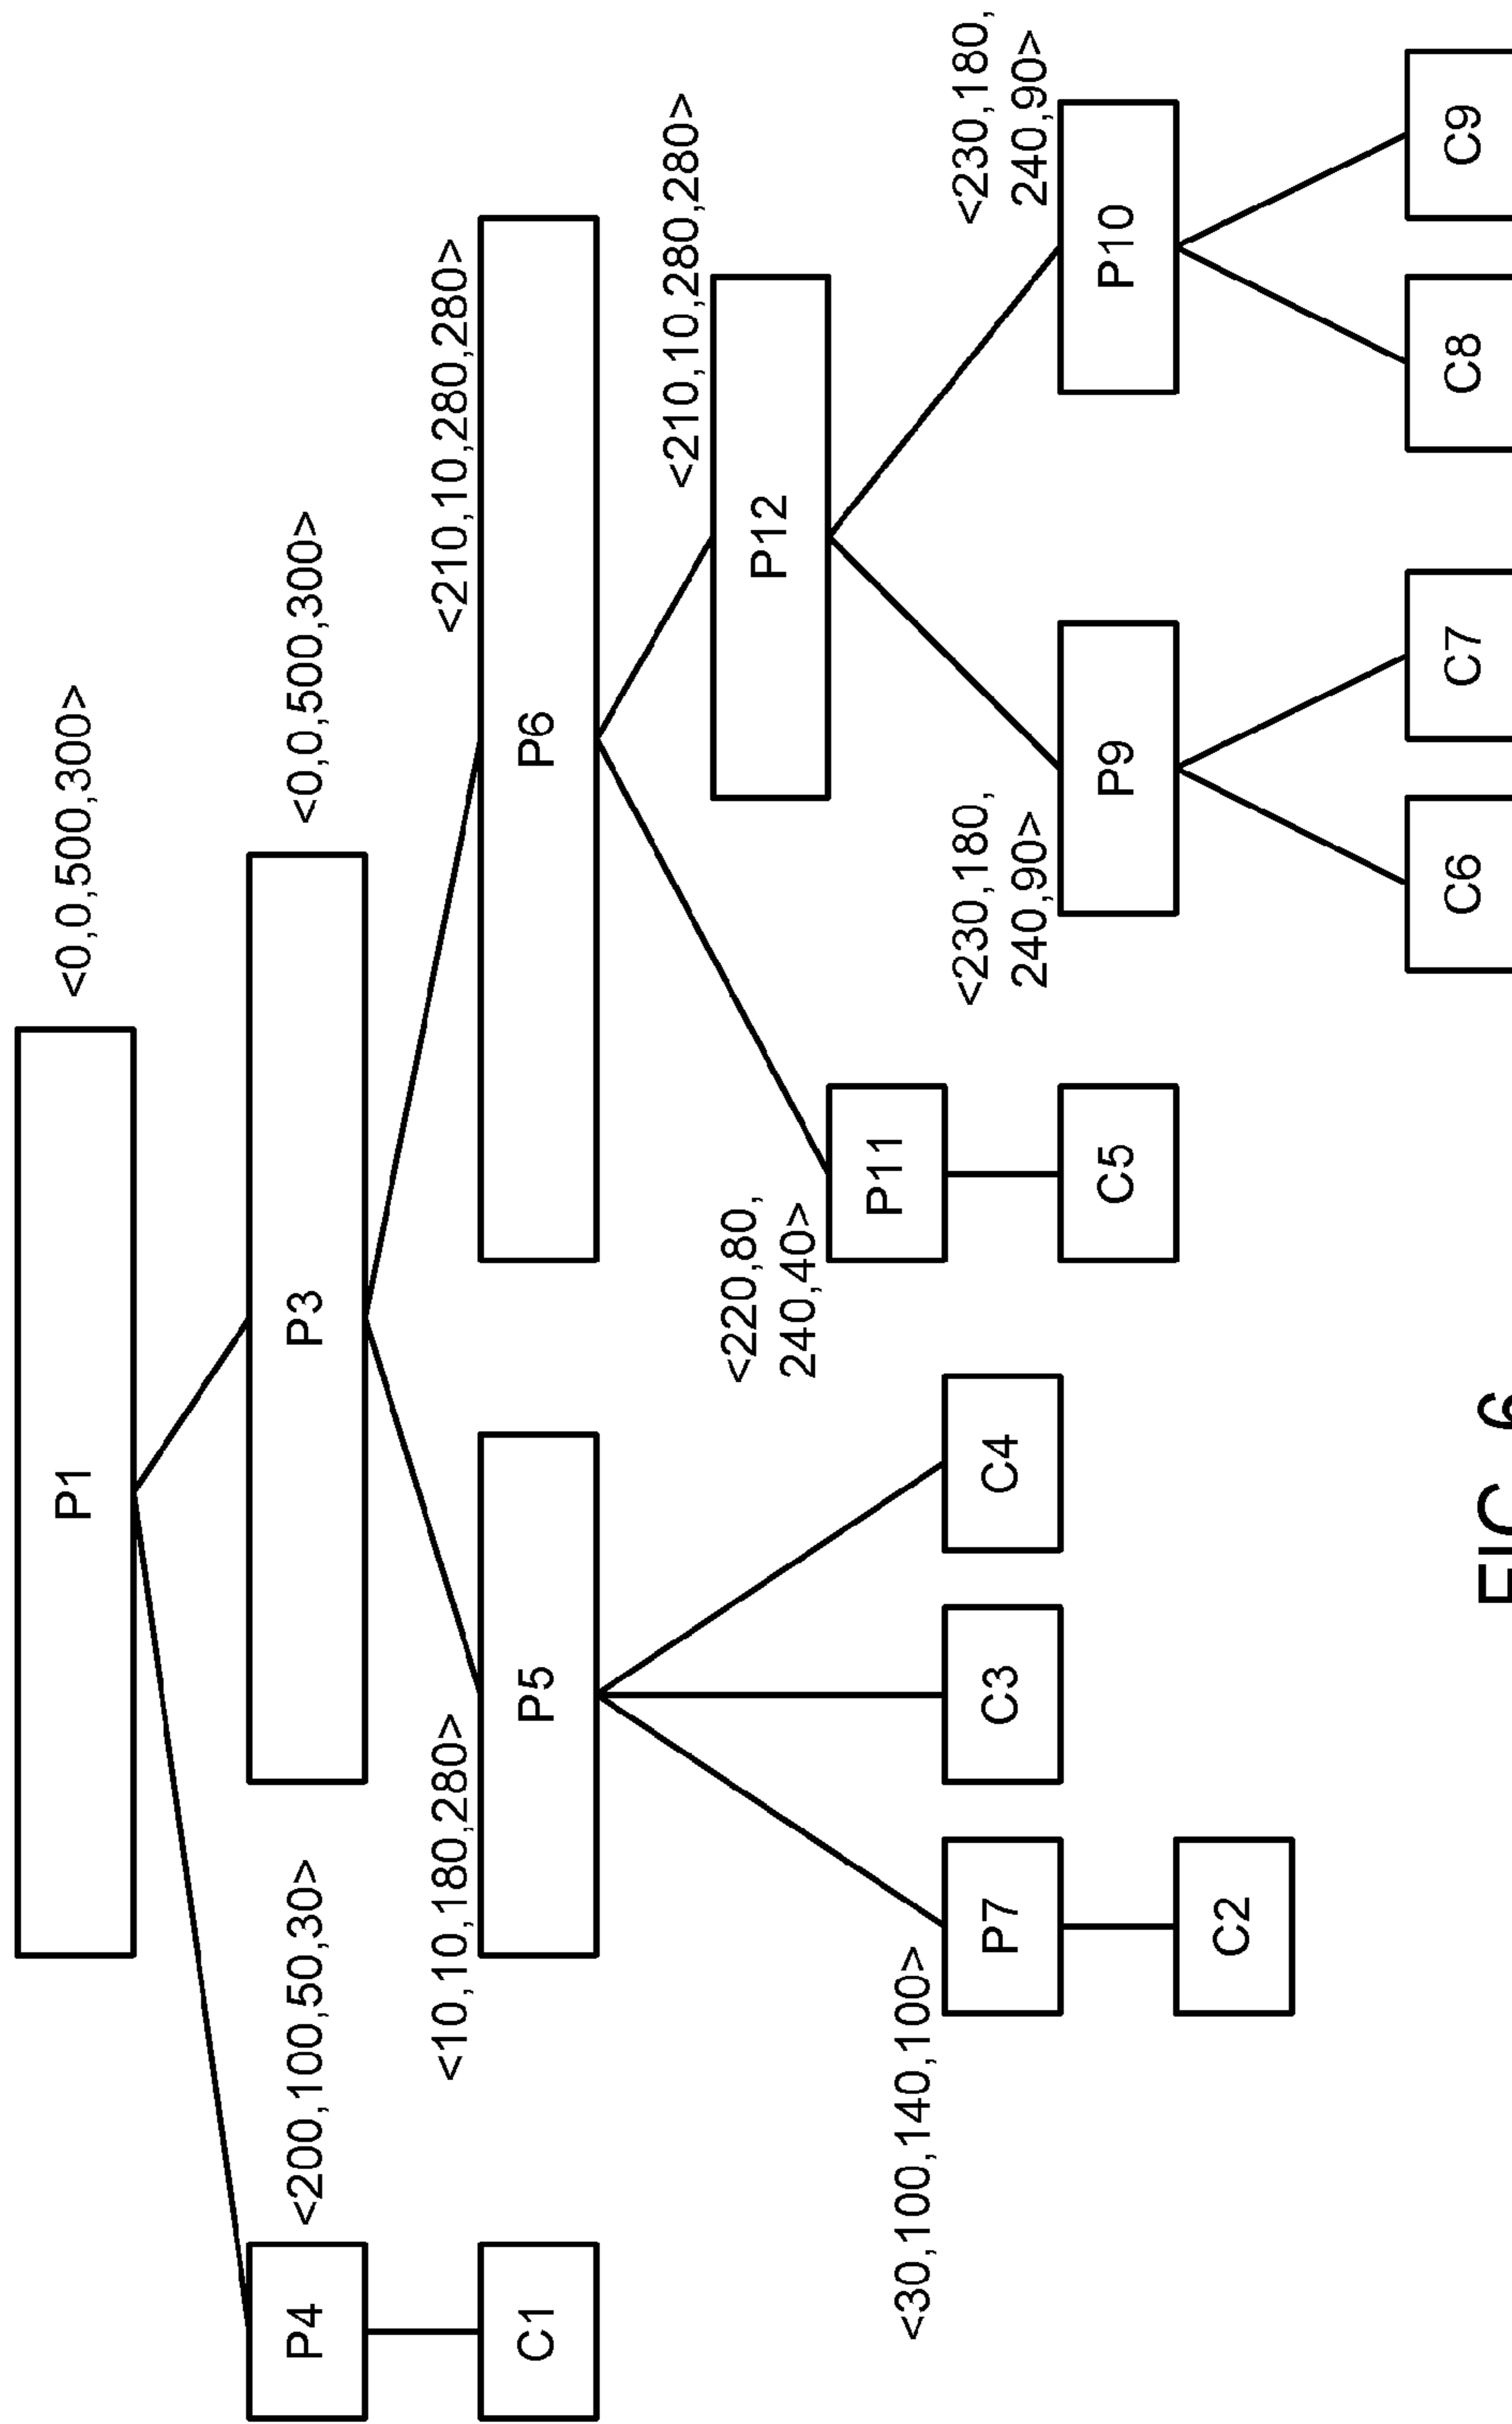 P1
<0,0,500,300>
P4
<200,100,50,30>
P3
<0,0,500,300>
C1
<10,10,180,280>
P5
P6
<210,10,280,280>
<210,10,280,280>
P12
<220,80,
240,40>
P11
<30,100,140,100>
P7
C3
C4
C5
<230,180,
240,90>
P9
<230,180,
240,90>
P10
C2
C6
C7
C8
C9